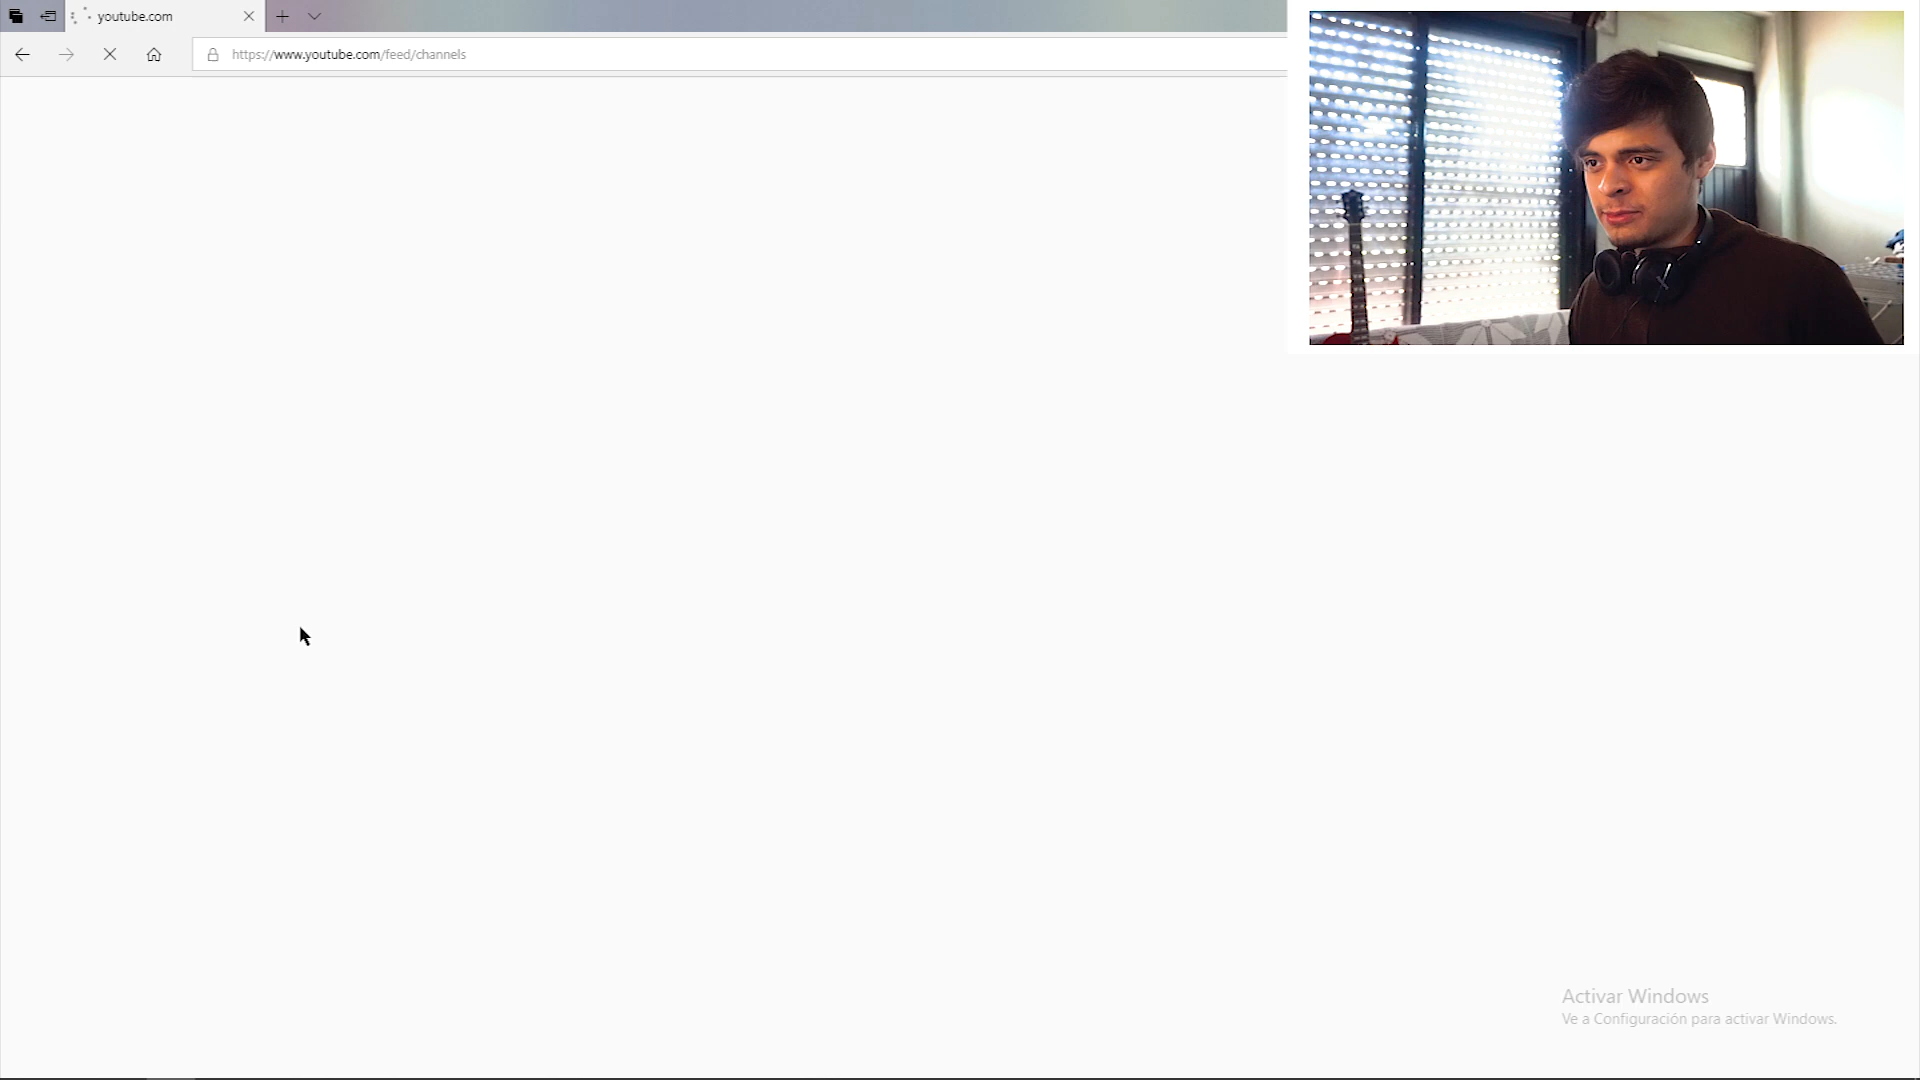 youtube.com
https://www.youtube.com/feed/channels
Activar Windows
Ve a Configuración para activar Windows.